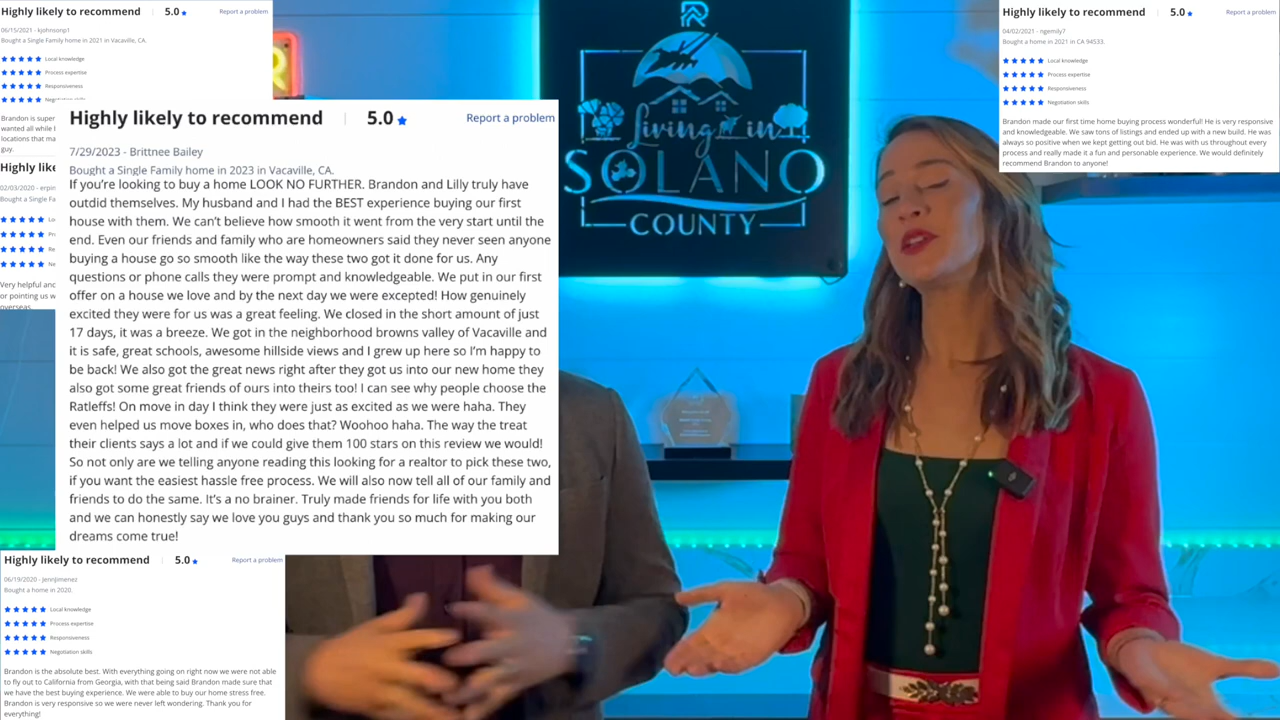 Highly likely to recommend
5.0
Report a problem
06/15/2021 - kjohnsonp1
Bought a Single Family home in 2021 in Vacaville, CA.
Local knowledge
Process expertise
Responsiveness
Negotiation skills
Brandon is super
wanted all while
locations that ma
guy.
Highly like
02/03/2020 - erpin
Bought a Single Fa
Lo
Pr
Re
Ne
Very helpful and
or pointing us w
overseas.
Highly likely to recommend
5.0
Report a problem
7/29/2023 - Brittnee Bailey
Bought a Single Family home in 2023 in Vacaville, CA.
If you're looking to buy a home LOOK NO FURTHER. Brandon and Lilly truly have
outdid themselves. My husband and I had the BEST experience buying our first
house with them. We can't believe how smooth it went from the very start until the
end. Even our friends and family who are homeowners said they never seen anyone
buying a house go so smooth like the way these two got it done for us. Any
questions or phone calls they were prompt and knowledgeable. We put in our first
offer on a house we love and by the next day we were excepted! How genuinely
excited they were for us was a great feeling. We closed in the short amount of just
17 days, it was a breeze. We got in the neighborhood browns valley of Vacaville and
it is safe, great schools, awesome hillside views and I grew up here so I'm happy to
be back! We also got the great news right after they got us into our new home they
also got some great friends of ours into theirs too! I can see why people choose the
Ratleffs! On move in day I think they were just as excited as we were haha. They
even helped us move boxes in, who does that? Woohoo haha. The way the treat
their clients says a lot and if we could give them 100 stars on this review we would!
So not only are we telling anyone reading this looking for a realtor to pick these two,
if you want the easiest hassle free process. We will also now tell all of our family and
friends to do the same. It's a no brainer. Truly made friends for life with you both
and we can honestly say we love you guys and thank you so much for making our
dreams come true!
Highly likely to recommend
5.0
Report a problem
06/19/2020 - JennJimenez
Bought a home in 2020.
Local knowledge
Process expertise
Responsiveness
Negotiation skills
Brandon is the absolute best. With everything going on right now we were not able
to fly out to California from Georgia, with that being said Brandon made sure that
we have the best buying experience. We were able to buy our home stress free.
Brandon is very responsive so we were never left wondering. Thank you for
everything!
Living in
SOLANO
COUNTY
Highly likely to recommend
5.0
Report a problem
04/02/2021 - ngemily7
Bought a home in 2021 in CA 94533.
Local knowledge
Process expertise
Responsiveness
Negotiation skills
Brandon made our first time home buying process wonderful! He is very responsive
and knowledgeable. We saw tons of listings and ended up with a new build. He was
always so positive when we kept getting out bid. He was with us throughout every
process and really made it a fun and personable experience. We would definitely
recommend Brandon to anyone!